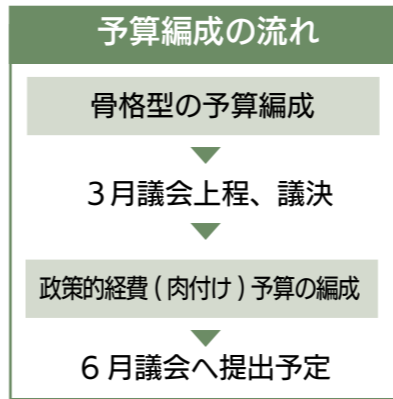 予算編成の流れ
骨格型の予算編成
３月議会上程、議決
政策的経費(肉付け)予算の編成
６月議会へ提出予定